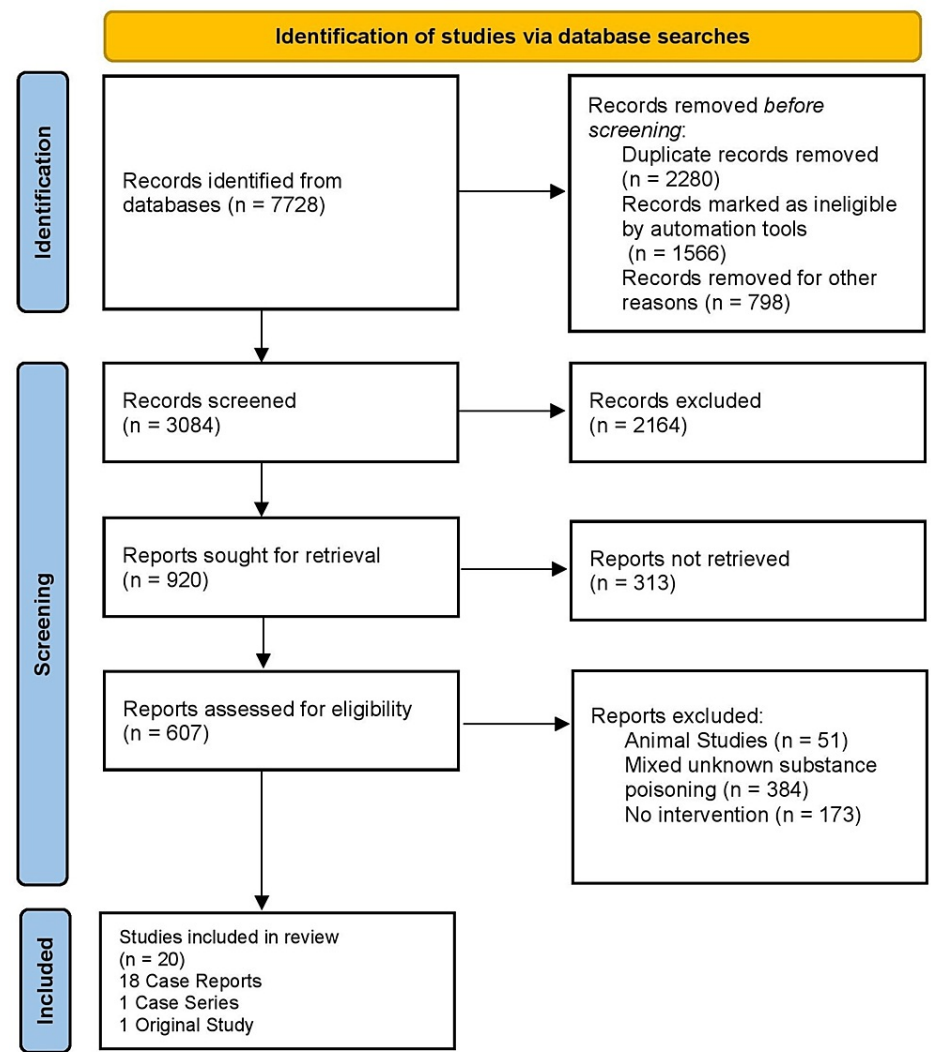 Identification of studies via database searches
Identification
Records identified from
databases (n = 7728)
Records removed before
screening:
Duplicate records removed
(n = 2280)
Records marked as ineligible
by automation tools
(n = 1566)
Records removed for other
reasons (n = 798)
Screening
Records screened
(n = 3084)
Records excluded
(n = 2164)
Reports sought for retrieval
(n = 920)
Reports not retrieved
(n = 313)
Reports assessed for eligibility
(n = 607)
Reports excluded:
Animal Studies (n = 51)
Mixed unknown substance
poisoning (n = 384)
No intervention (n = 173)
Included
Studies included in review
(n = 20)
18 Case Reports
1 Case Series
1 Original Study